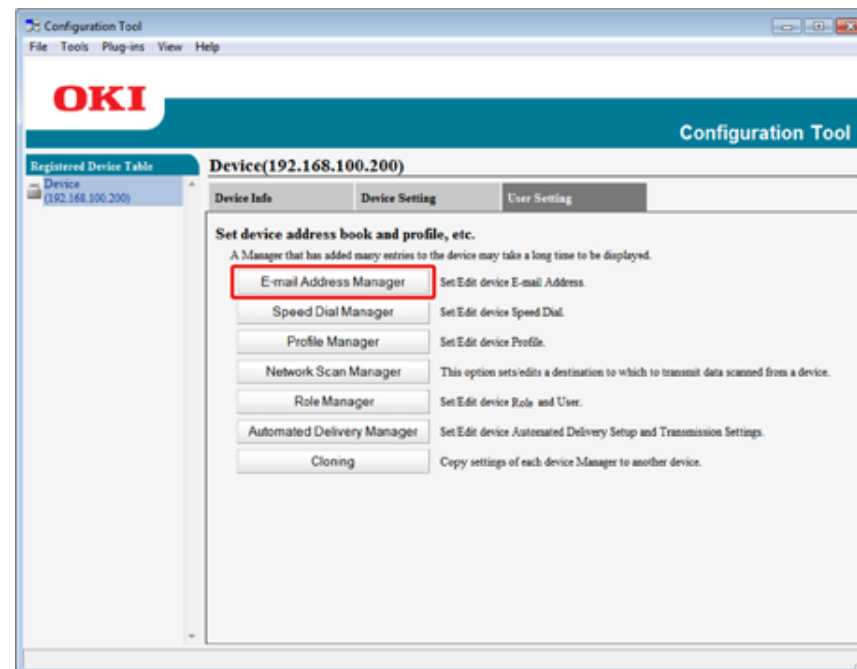 Configuration Tool
File Tools Plug-ins View Help
OKI
Configuration Tool
Registered Device Table
Device
(192.168.100.200)
Device(192.168.100.200)
Device Info Device Setting User Setting
Set device address book and profile, etc.
A Manager that has added many entries to the device may take a long time to be displayed.
E-mail Address Manager Set/Edit device E-mail Address.
Speed Dial Manager Set/Edit device Speed Dial.
Profile Manager Set/Edit device Profile.
Network Scan Manager This option sets/edits a destination to which to transmit data scanned from a device.
Role Manager Set/Edit device Role and User.
Automated Delivery Manager Set/Edit device Automated Delivery Setup and Transmission Settings.
Cloning Copy settings of each device Manager to another device.